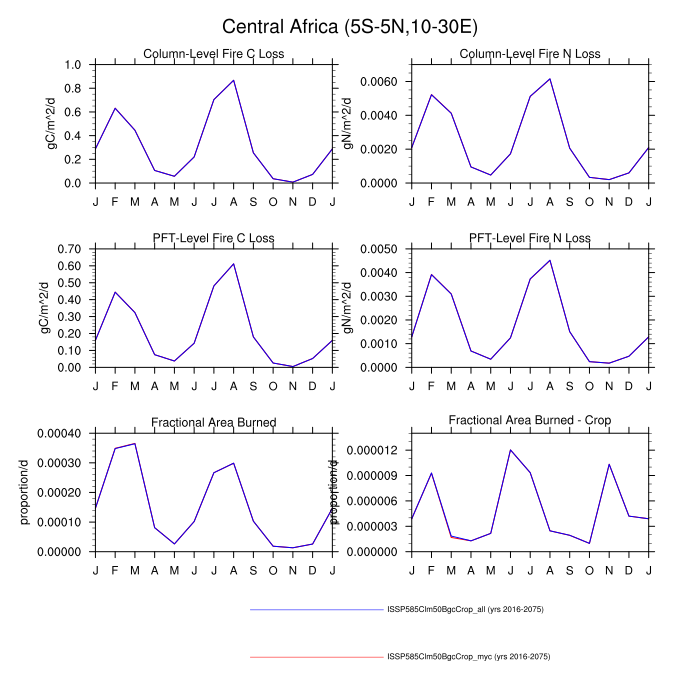 Central Africa (5S-5N,10-30E)
Column-Level Fire C Loss
gC/m^2/d
1.0
0.8
0.6
0.4
0.2
0.0
J F M A M J J A S O N D J
Column-Level Fire N Loss
gN/m^2/d
0.0060
0.0040
0.0020
0.0000
J F M A M J J A S O N D J
PFT-Level Fire C Loss
gC/m^2/d
0.70
0.60
0.50
0.40
0.30
0.20
0.10
0.00
J F M A M J J A S O N D J
PFT-Level Fire N Loss
gN/m^2/d
0.0050
0.0040
0.0030
0.0020
0.0010
0.0000
J F M A M J J A S O N D J
Fractional Area Burned
proportion/d
0.00040
0.00030
0.00020
0.00010
0.00000
J F M A M J J A S O N D J
Fractional Area Burned - Crop
proportion/d
0.000012
0.000009
0.000006
0.000003
0.000000
J F M A M J J A S O N D J
ISSP585Clm50BgcCrop_all (yrs 2016-2075)
ISSP585Clm50BgcCrop_myc (yrs 2016-2075)